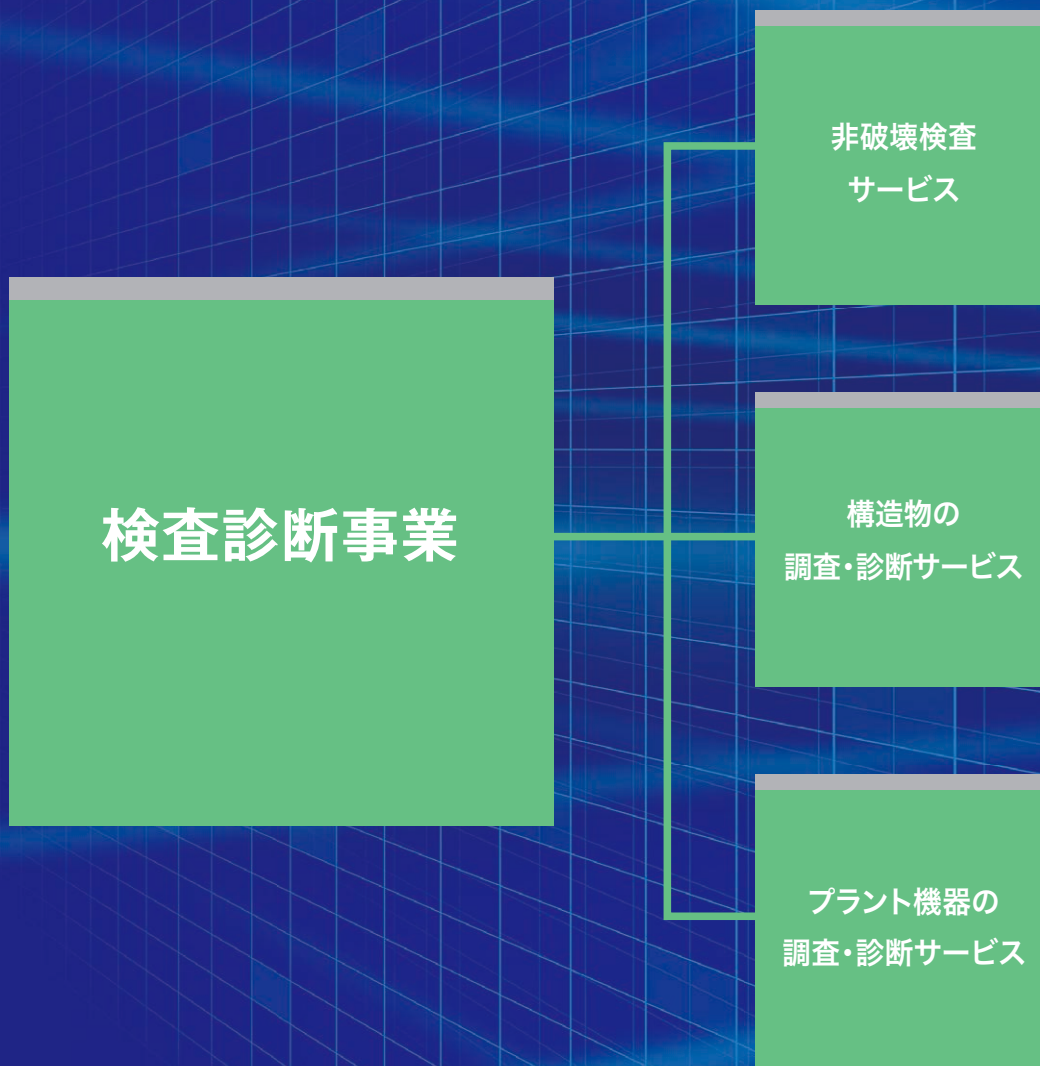 検査診断事業
非破壊検査
サービス
構造物の
調査・診断サービス
プラント機器の
調査・診断サービス